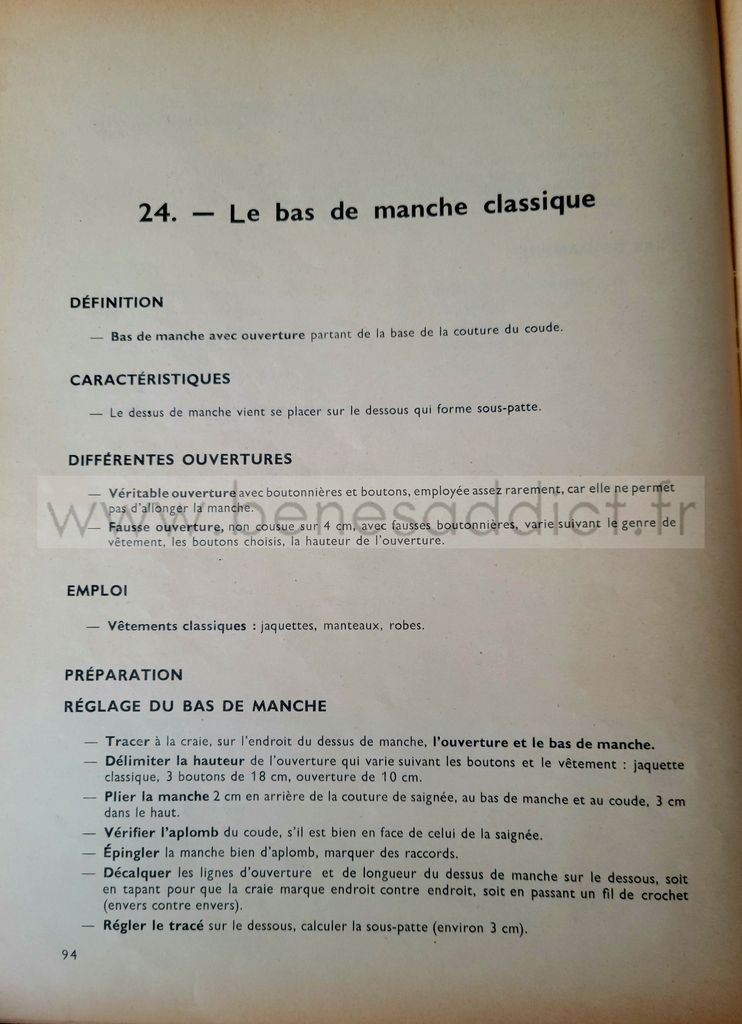 24. — Le bas de manche classique
DÉFINITION
— Bas de manche avec ouverture partant de la base de la couture du coude.
CARACTÉRISTIQUES
— Le dessus de manche vient se placer sur le dessous qui forme sous-patte.
DIFFÉRENTES OUVERTURES
— Véritable ouverture avec boutonnières et boutons, employée assez rarement, car elle ne permet
pas d'allonger la manche.
www.benesaddict.fr
— Fausse ouverture, non cousue sur 4 cm, avec fausses boutonnières, varie suivant le genre de
vêtement, les boutons choisis, la hauteur de l'ouverture.
EMPLOI
— Vêtements classiques : jaquettes, manteaux, robes.
PRÉPARATION
RÉGLAGE DU BAS DE MANCHE
— Tracer à la craie, sur l'endroit du dessus de manche, l'ouverture et le bas de manche.
— Délimiter la hauteur de l'ouverture qui varie suivant les boutons et le vêtement : jaquette
classique, 3 boutons de 18 cm, ouverture de 10 cm.
— Plier la manche 2 cm en arrière de la couture de saignée, au bas de manche et au coude, 3 cm
dans le haut.
— Vérifier l'aplomb du coude, s'il est bien en face de celui de la saignée.
— Épingler la manche bien d'aplomb, marquer des raccords.
— Décalquer les lignes d'ouverture et de longueur du dessus de manche sur le dessous, soit
en tapant pour que la craie marque endroit contre endroit, soit en passant un fil de crochet
(envers contre envers).
— Régler le tracé sur le dessous, calculer la sous-patte (environ 3 cm).
94